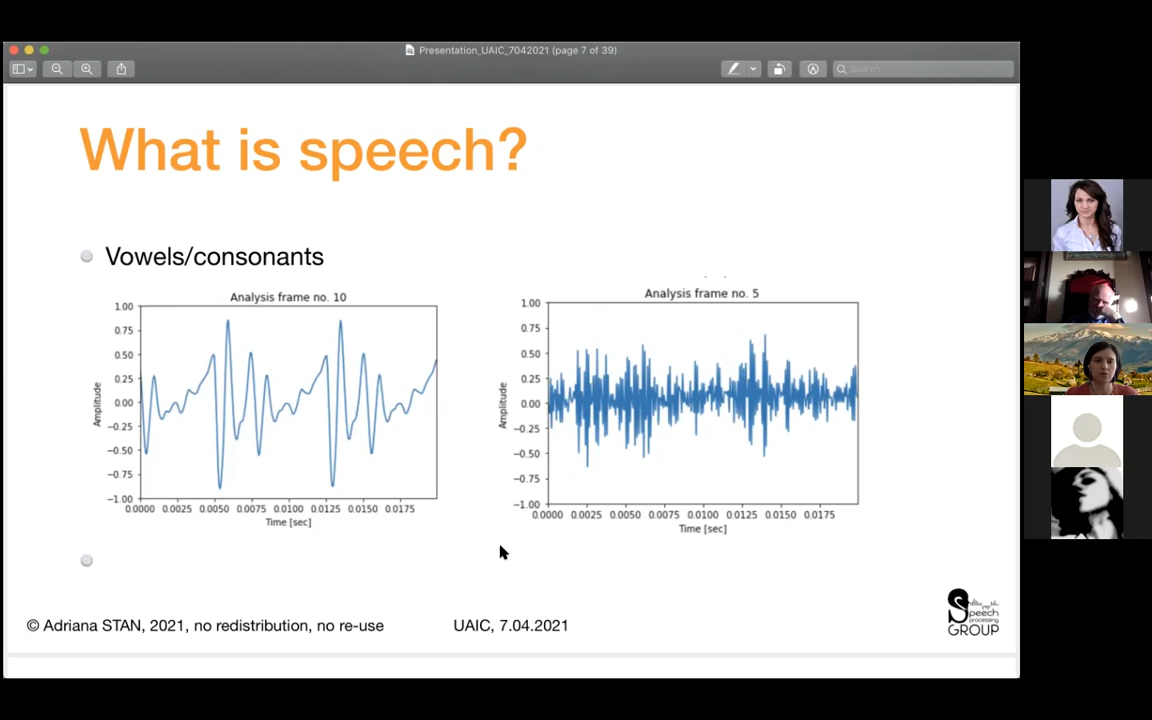 Presentation_UAIC_7042021 (page 7 of 39)
Search
What is speech?
Vowels/consonants
Analysis frame no. 10
1.00
0.75
0.50
0.25
0.00
−0.25
−0.50
−0.75
−1.00
Amplitude
0.0000 0.0025 0.0050 0.0075 0.0100 0.0125 0.0150 0.0175
Time [sec]
Analysis frame no. 5
1.00
0.75
0.50
0.25
0.00
−0.25
−0.50
−0.75
−1.00
Amplitude
0.0000 0.0025 0.0050 0.0075 0.0100 0.0125 0.0150 0.0175
Time [sec]
© Adriana STAN, 2021, no redistribution, no re-use
UAIC, 7.04.2021
Speech
processing
GROUP